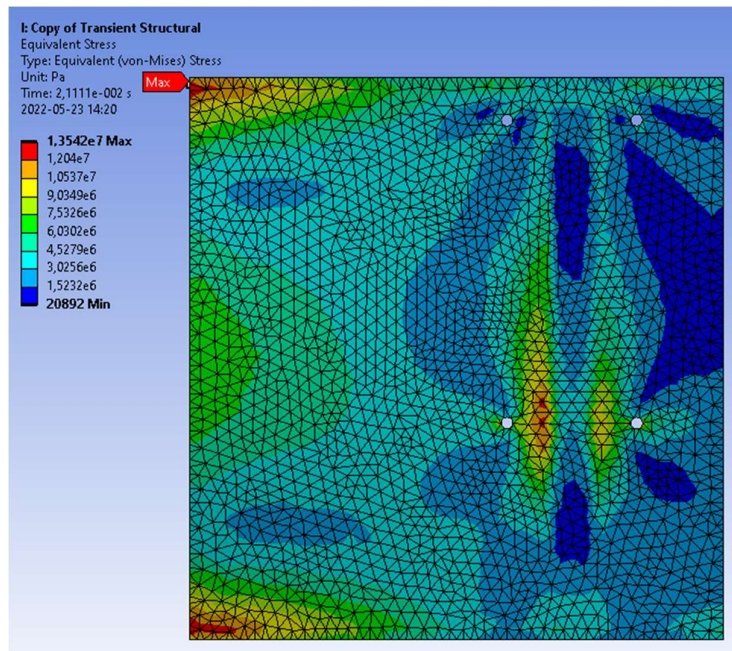 I: Copy of Transient Structural
Equivalent Stress
Type: Equivalent (von-Mises) Stress
Unit: Pa
Time: 2,1111e-002 s
2022-05-23 14:20
Max
1,3542e7 Max
1,204e7
1,0537e7
9,0349e6
7,5326e6
6,0302e6
4,5279e6
3,0256e6
1,5232e6
20892 Min